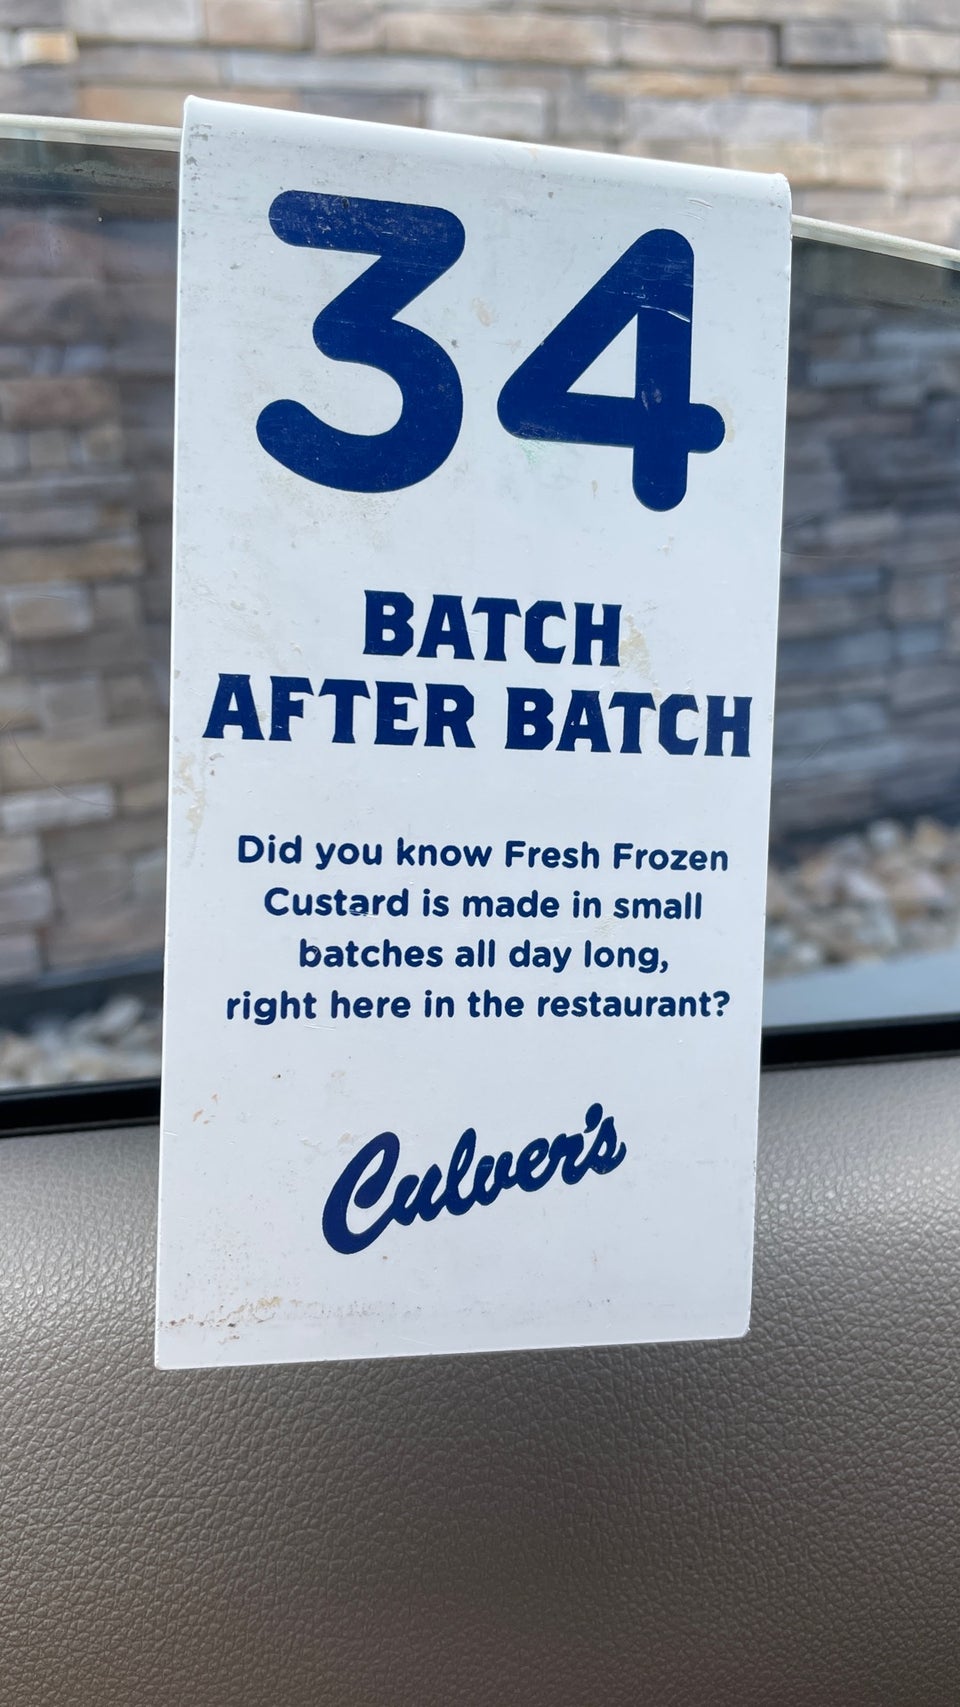 34
BATCH
AFTER BATCH
Did you know Fresh Frozen
Custard is made in small
batches all day long,
right here in the restaurant?
Culver's